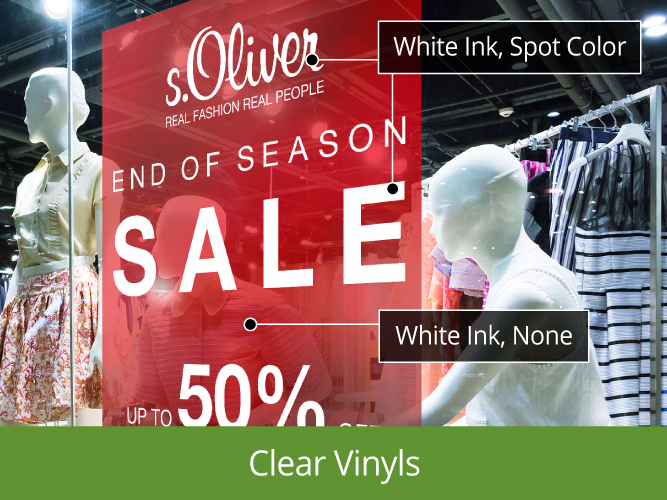 s.Oliver
REAL FASHION REAL PEOPLE
White Ink, Spot Color
END OF SEASON
SALE
White Ink, None
UP TO 50%
Clear Vinyls